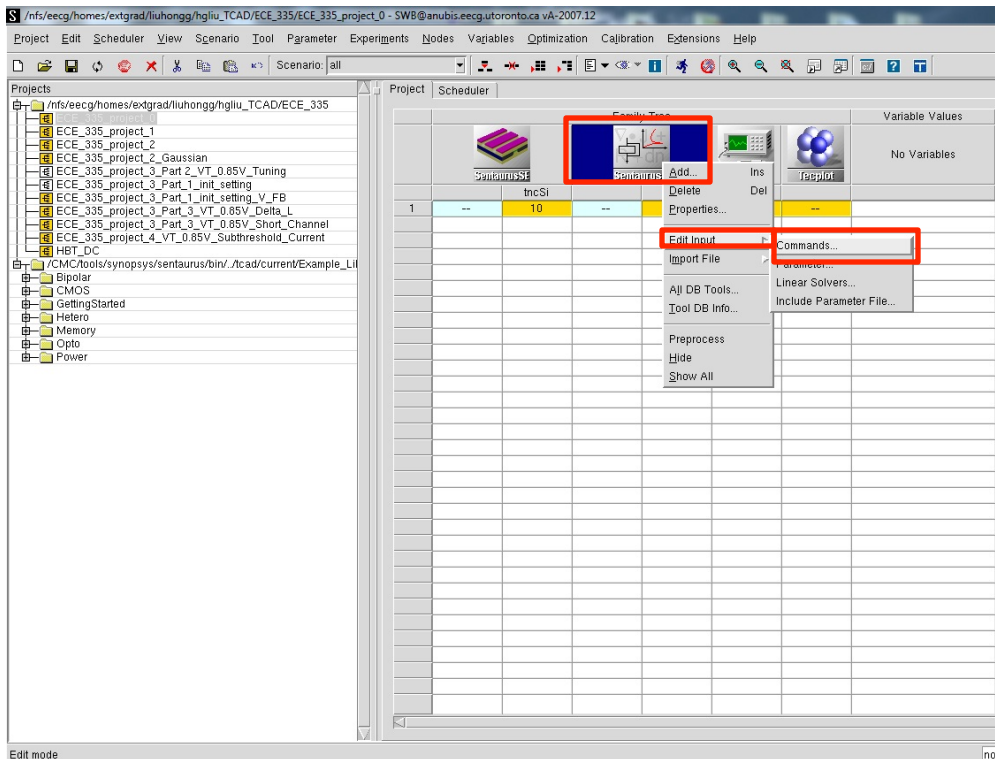 /nfs/eecg/homes/extgrad/liuhongg/hgliu_TCAD/ECE_335/ECE_335_project_0 - SWB@anubis.eecg.utoronto.ca vA-2007.12
Project Edit Scheduler View Scenario Tool Parameter Experiments Nodes Variables Optimization Calibration Extensions Help
Scenario: all
Projects
/nfs/eecg/homes/extgrad/liuhongg/hgliu_TCAD/ECE_335
ECE_335_project_0
ECE_335_project_1
ECE_335_project_2
ECE_335_project_2_Gaussian
ECE_335_project_3_Part 2_VT_0.85V_Tuning
ECE_335_project_3_Part_1_init_setting
ECE_335_project_3_Part_1_init_setting_V_FB
ECE_335_project_3_Part_3_VT_0.85V_Delta_L
ECE_335_project_3_Part_3_VT_0.85V_Short_Channel
ECE_335_project_4_VT_0.85V_Subthreshold_Current
HBT_DC
/CMC/tools/synopsys/sentaurus/bin/../tcad/current/Example_Li
Bipolar
CMOS
GettingStarted
Hetero
Memory
Opto
Power
Project Scheduler
Family Tree
Variable Values
SentaurusSE
Tecplot
No Variables
tncSi
1 -- 10 -- --
Add... Ins
Delete Del
Properties...
Edit Input
Import File
All DB Tools...
Tool DB Info...
Preprocess
Hide
Show All
Commands...
Parameter...
Linear Solvers...
Include Parameter File...
Edit mode
no